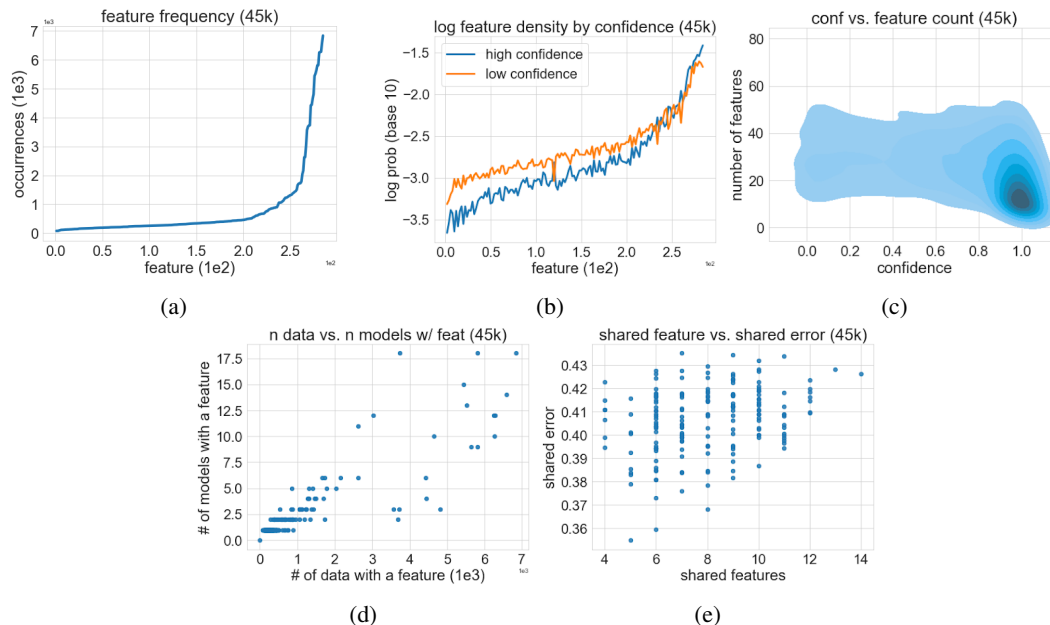 feature frequency (45k)
1e3
7
6
5
4
3
2
1
0
occurrences (1e3)
0.0 0.5 1.0 1.5 2.0 2.5
feature (1e2)
1e2
(a)
log feature density by confidence (45k)
high confidence
low confidence
−1.5
−2.0
−2.5
−3.0
−3.5
log prob (base 10)
0.0 0.5 1.0 1.5 2.0 2.5
feature (1e2)
1e2
(b)
conf vs. feature count (45k)
80
60
40
20
0
number of features
0.0 0.2 0.4 0.6 0.8 1.0
confidence
(c)
n data vs. n models w/ feat (45k)
17.5
15.0
12.5
10.0
7.5
5.0
2.5
0.0
# of models with a feature
0 1 2 3 4 5 6 7
# of data with a feature (1e3)
1e3
(d)
shared feature vs. shared error (45k)
0.43
0.42
0.41
0.40
0.39
0.38
0.37
0.36
shared error
4 6 8 10 12 14
shared features
(e)